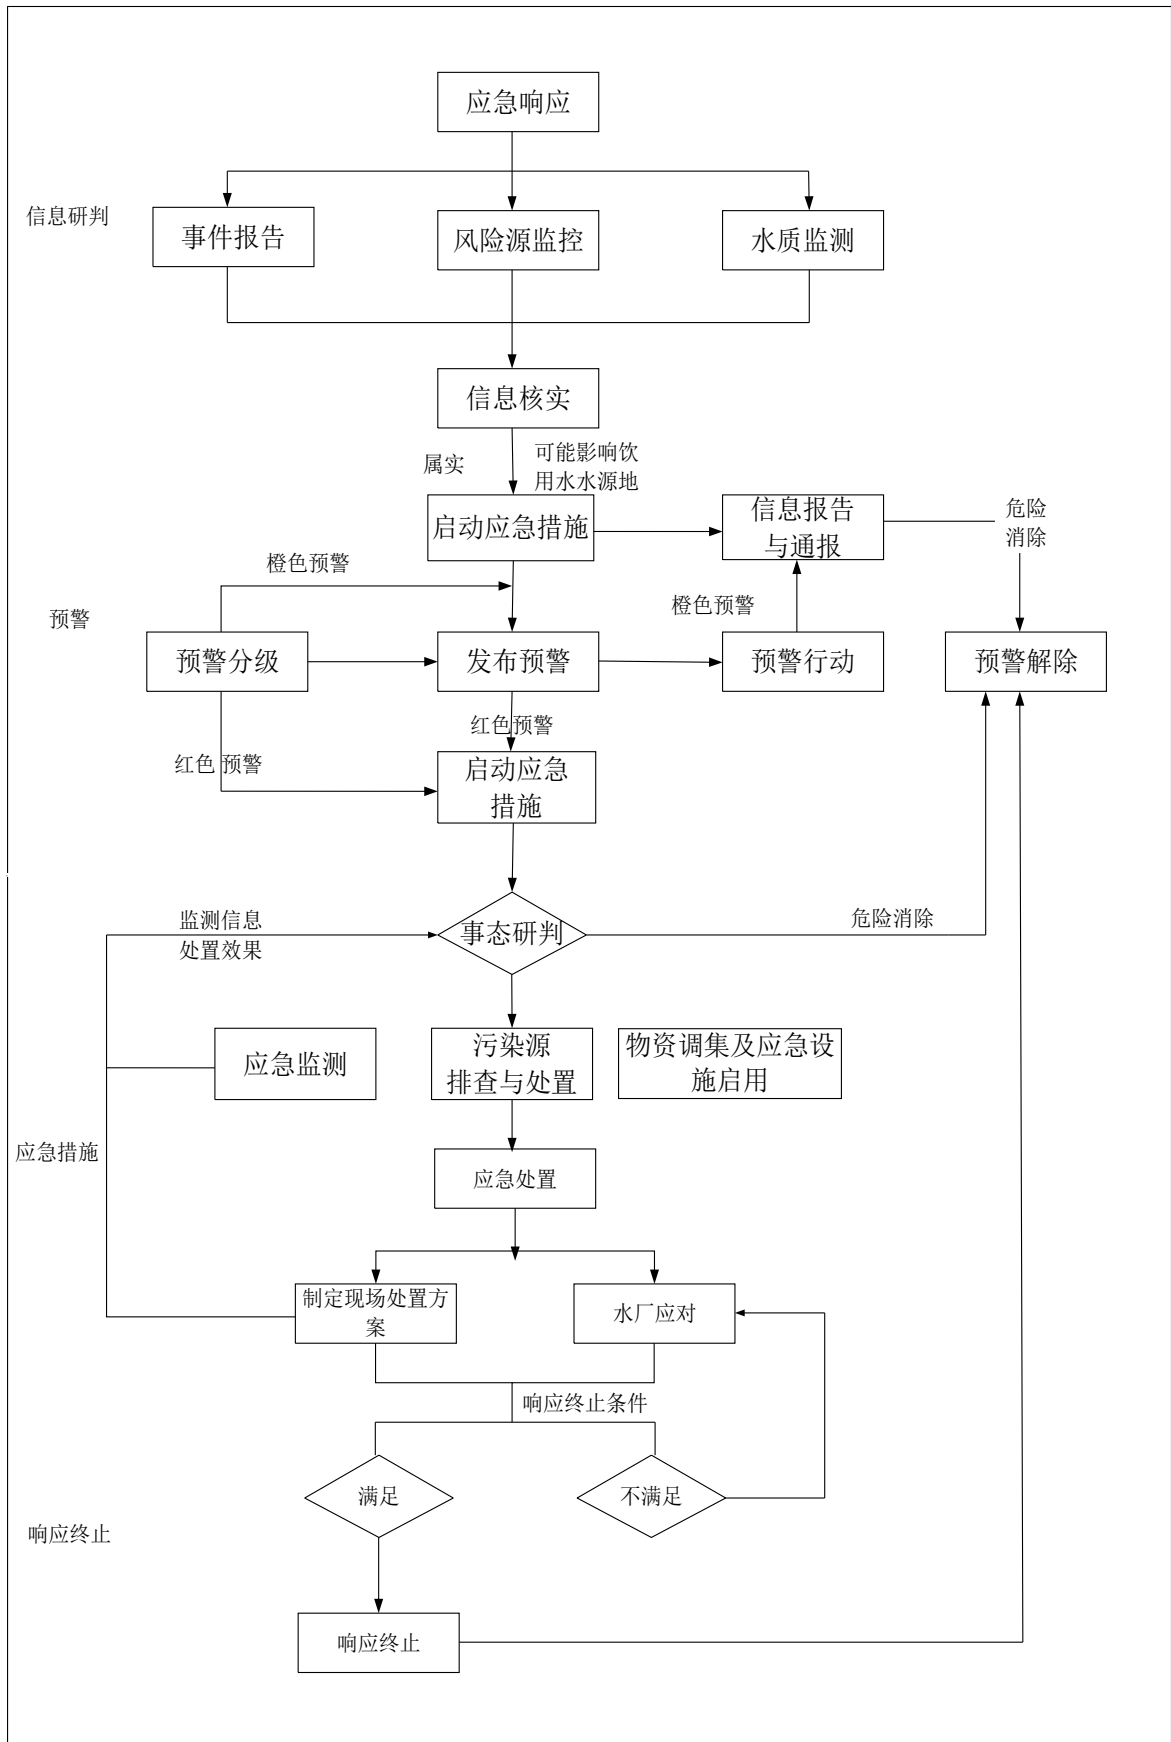 应急响应
信息研判
事件报告
风险源监控
水质监测
信息核实
属实
可能影响饮
用水水源地
启动应急措施
信息报告
与通报
危险
消除
橙色预警
橙色预警
预警
预警分级
发布预警
预警行动
预警解除
红色预警
红色 预警
启动应急
措施
监测信息
处置效果
事态研判
危险消除
应急监测
污染源
排查与处置
物资调集及应急设
施启用
应急措施
应急处置
制定现场处置方
案
水厂应对
响应终止条件
满足
不满足
响应终止
响应终止